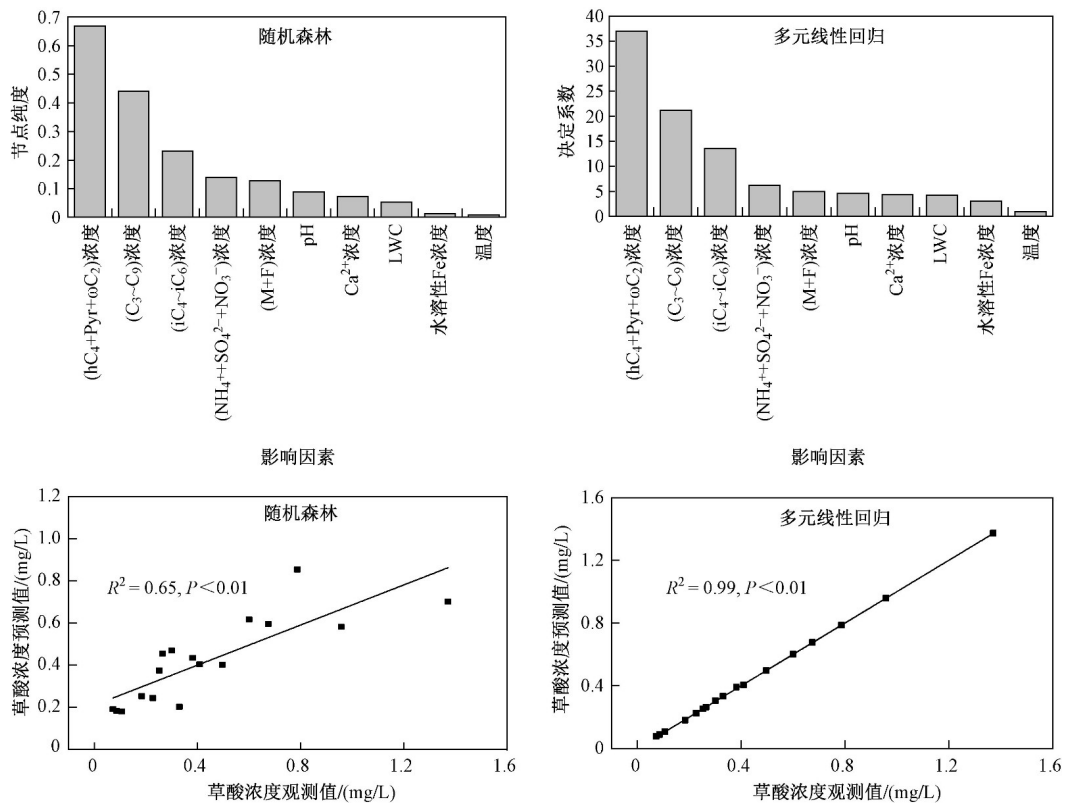 随机森林
节点纯度
0.7
0.6
0.5
0.4
0.3
0.2
0.1
0
(hC₄+Pyr+ωC₂)浓度
(C₃~C₉)浓度
(iC₄~iC₆)浓度
(NH₄⁺+SO₄²⁻+NO₃⁻)浓度
(M+F)浓度
pH
Ca²⁺浓度
LWC
水溶性Fe浓度
温度
影响因素
多元线性回归
决定系数
40
35
30
25
20
15
10
5
0
(hC₄+Pyr+ωC₂)浓度
(C₃~C₉)浓度
(iC₄~iC₆)浓度
(NH₄⁺+SO₄²⁻+NO₃⁻)浓度
(M+F)浓度
pH
Ca²⁺浓度
LWC
水溶性Fe浓度
温度
影响因素
随机森林
草酸浓度预测值/(mg/L)
1.2
1.0
0.8
0.6
0.4
0.2
0
R² = 0.65, P＜0.01
0 0.4 0.8 1.2 1.6
草酸浓度观测值/(mg/L)
多元线性回归
草酸浓度预测值/(mg/L)
1.6
1.2
0.8
0.4
0
R² = 0.99, P＜0.01
0 0.4 0.8 1.2 1.6
草酸浓度观测值/(mg/L)